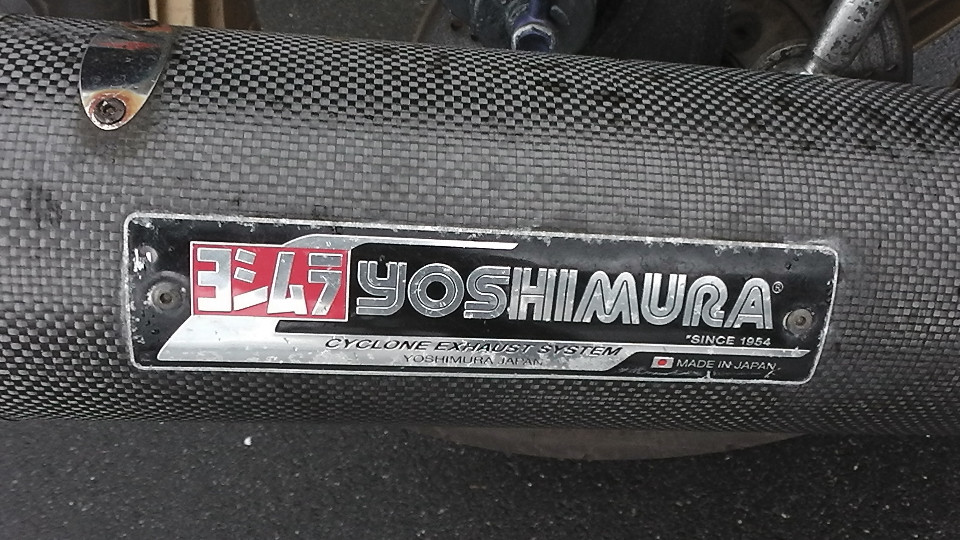 ヨシムラ YOSHIMURA®
"SINCE 1954
CYCLONE EXHAUST SYSTEM
YOSHIMURA JAPAN
MADE IN JAPAN